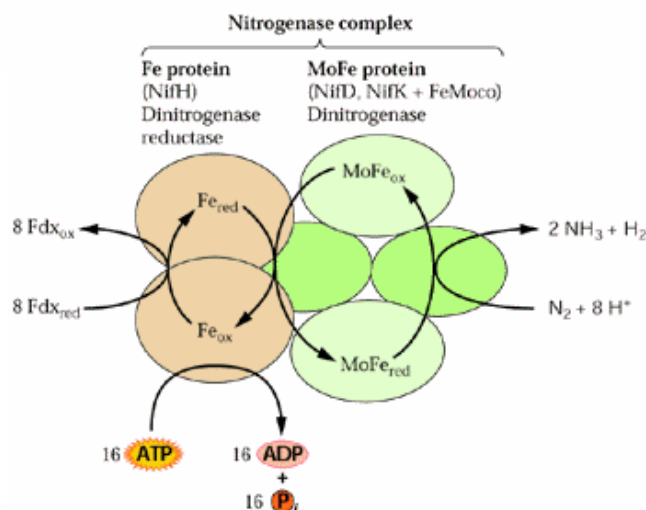 Nitrogenase complex
Fe protein
(NifH)
Dinitrogenase
reductase
MoFe protein
(NifD, NifK + FeMoco)
Dinitrogenase
MoFeox
Fered
8 Fdxox
2 NH3 + H2
8 Fdxred
N2 + 8 H+
Feox
MoFered
16 ATP
16 ADP
+
16 Pi